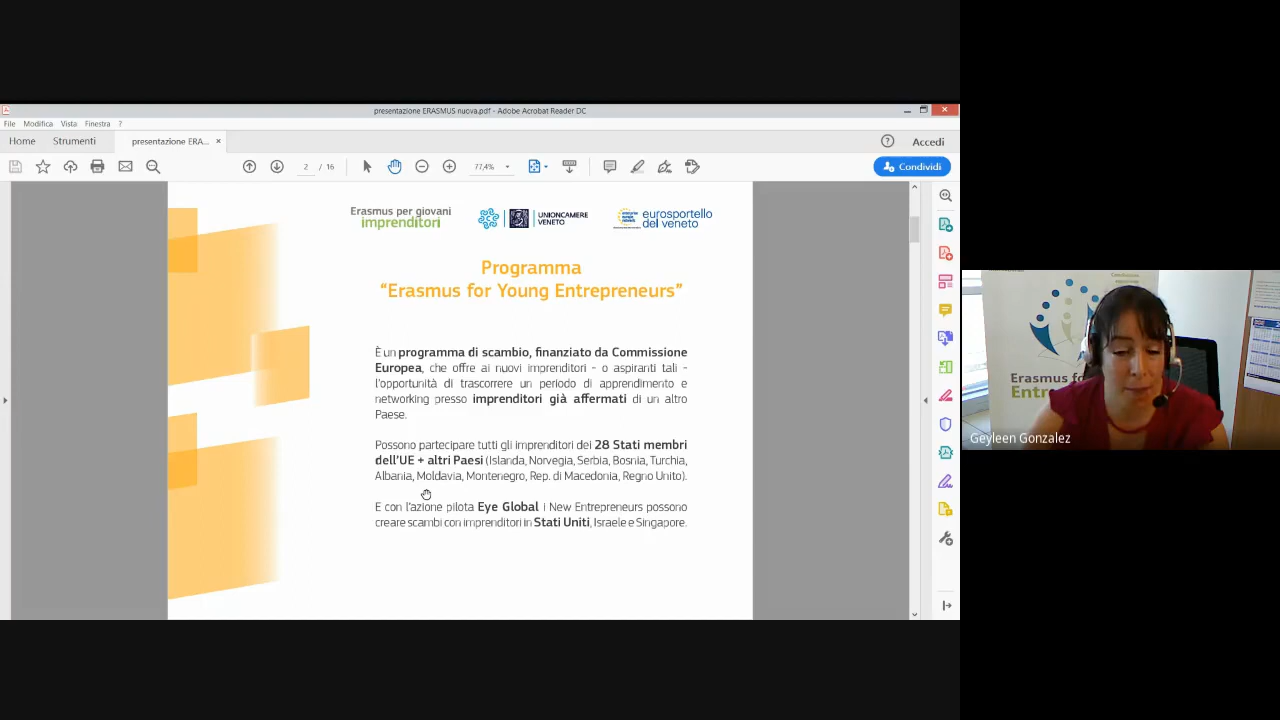 presentazione ERASMUS nuova.pdf - Adobe Acrobat Reader DC
File Modifica Vista Finestra ?
Home Strumenti presentazione ERA... × Accedi
2 / 16 77,4% Condividi
Erasmus per giovani
imprenditori
UNIONCAMERE
VENETO
eurosportello
del veneto
Programma
“Erasmus for Young Entrepreneurs”
È un programma di scambio, finanziato da Commissione
Europea, che offre ai nuovi imprenditori - o aspiranti tali -
l'opportunità di trascorrere un periodo di apprendimento e
networking presso imprenditori già affermati di un altro
Paese.
Possono partecipare tutti gli imprenditori dei 28 Stati membri
dell'UE + altri Paesi (Islanda, Norvegia, Serbia, Bosnia, Turchia,
Albania, Moldavia, Montenegro, Rep. di Macedonia, Regno Unito).
E con l'azione pilota Eye Global i New Entrepreneurs possono
creare scambi con imprenditori in Stati Uniti, Israele e Singapore.
Erasmus fo
Entre
Geyleen Gonzalez